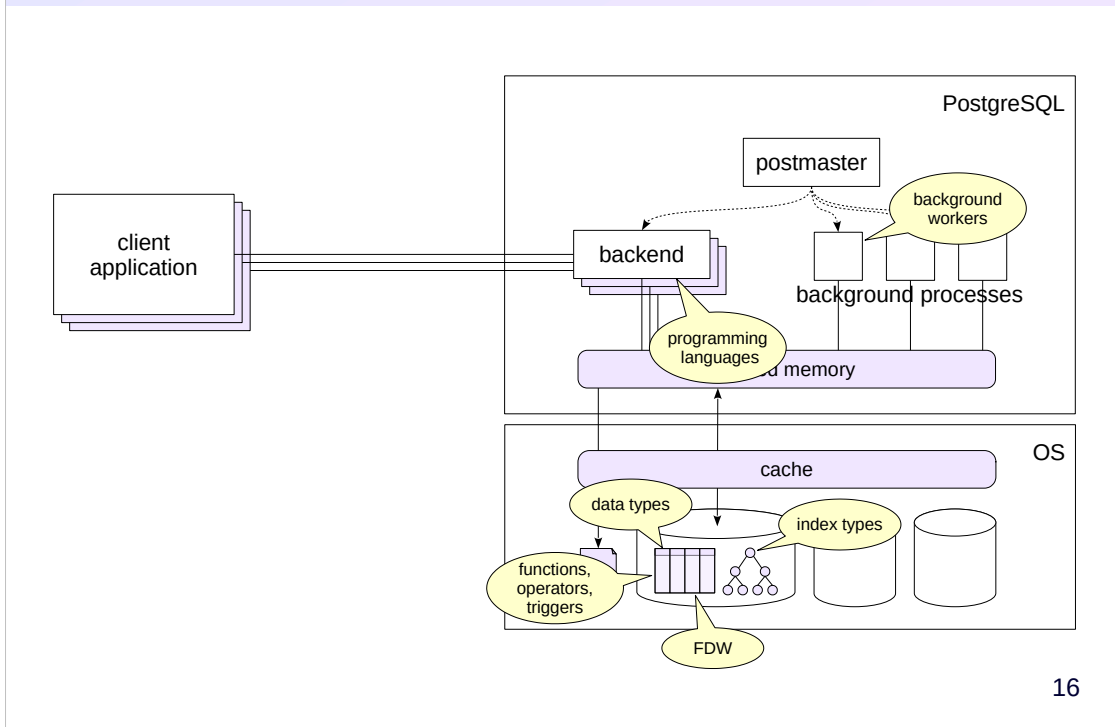 PostgreSQL
postmaster
background
workers
client
application
backend
background processes
programming
languages
memory
OS
cache
data types
index types
functions,
operators,
triggers
FDW
16